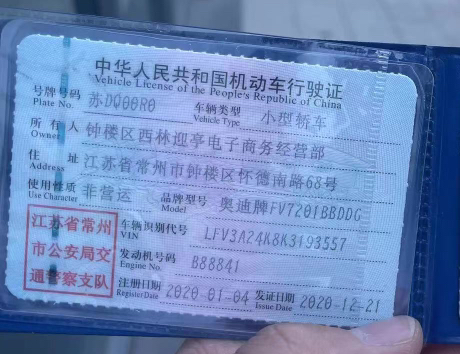 中华人民共和国机动车行驶证
Vehicle License of the People's Republic of China
号牌号码 苏D000R0 车辆类型 小型轿车
Plate No. Vehicle Type
所有人 钟楼区西林迎亭电子商务经营部
Owner
住址 江苏省常州市钟楼区怀德南路68号
Address
使用性质 非营运 品牌型号 奥迪牌FV7201BBDDG
Use Character Model
江苏省常州
市公安局交
通警察支队
车辆识别代号 LFV3A24K8K3193557
VIN
发动机号码 B88841
Engine No.
注册日期 2020-01-04 发证日期 2020-12-21
Register Date Issue Date